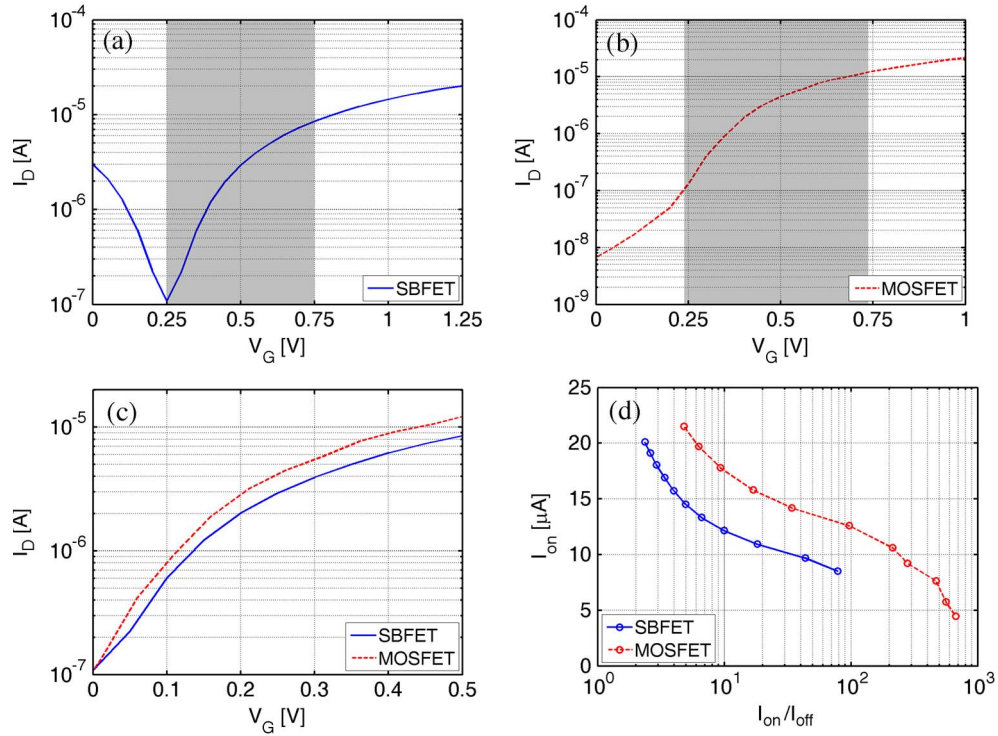 (a)
I_D [A]
10^-4
10^-5
10^-6
10^-7
0 0.25 0.5 0.75 1 1.25
V_G [V]
SBFET
(b)
I_D [A]
10^-4
10^-5
10^-6
10^-7
10^-8
10^-9
0 0.25 0.5 0.75 1
V_G [V]
MOSFET
(c)
I_D [A]
10^-5
10^-6
10^-7
0 0.1 0.2 0.3 0.4 0.5
V_G [V]
SBFET
MOSFET
(d)
I_on [μA]
25
20
15
10
5
0
10^0 10^1 10^2 10^3
I_on/I_off
SBFET
MOSFET